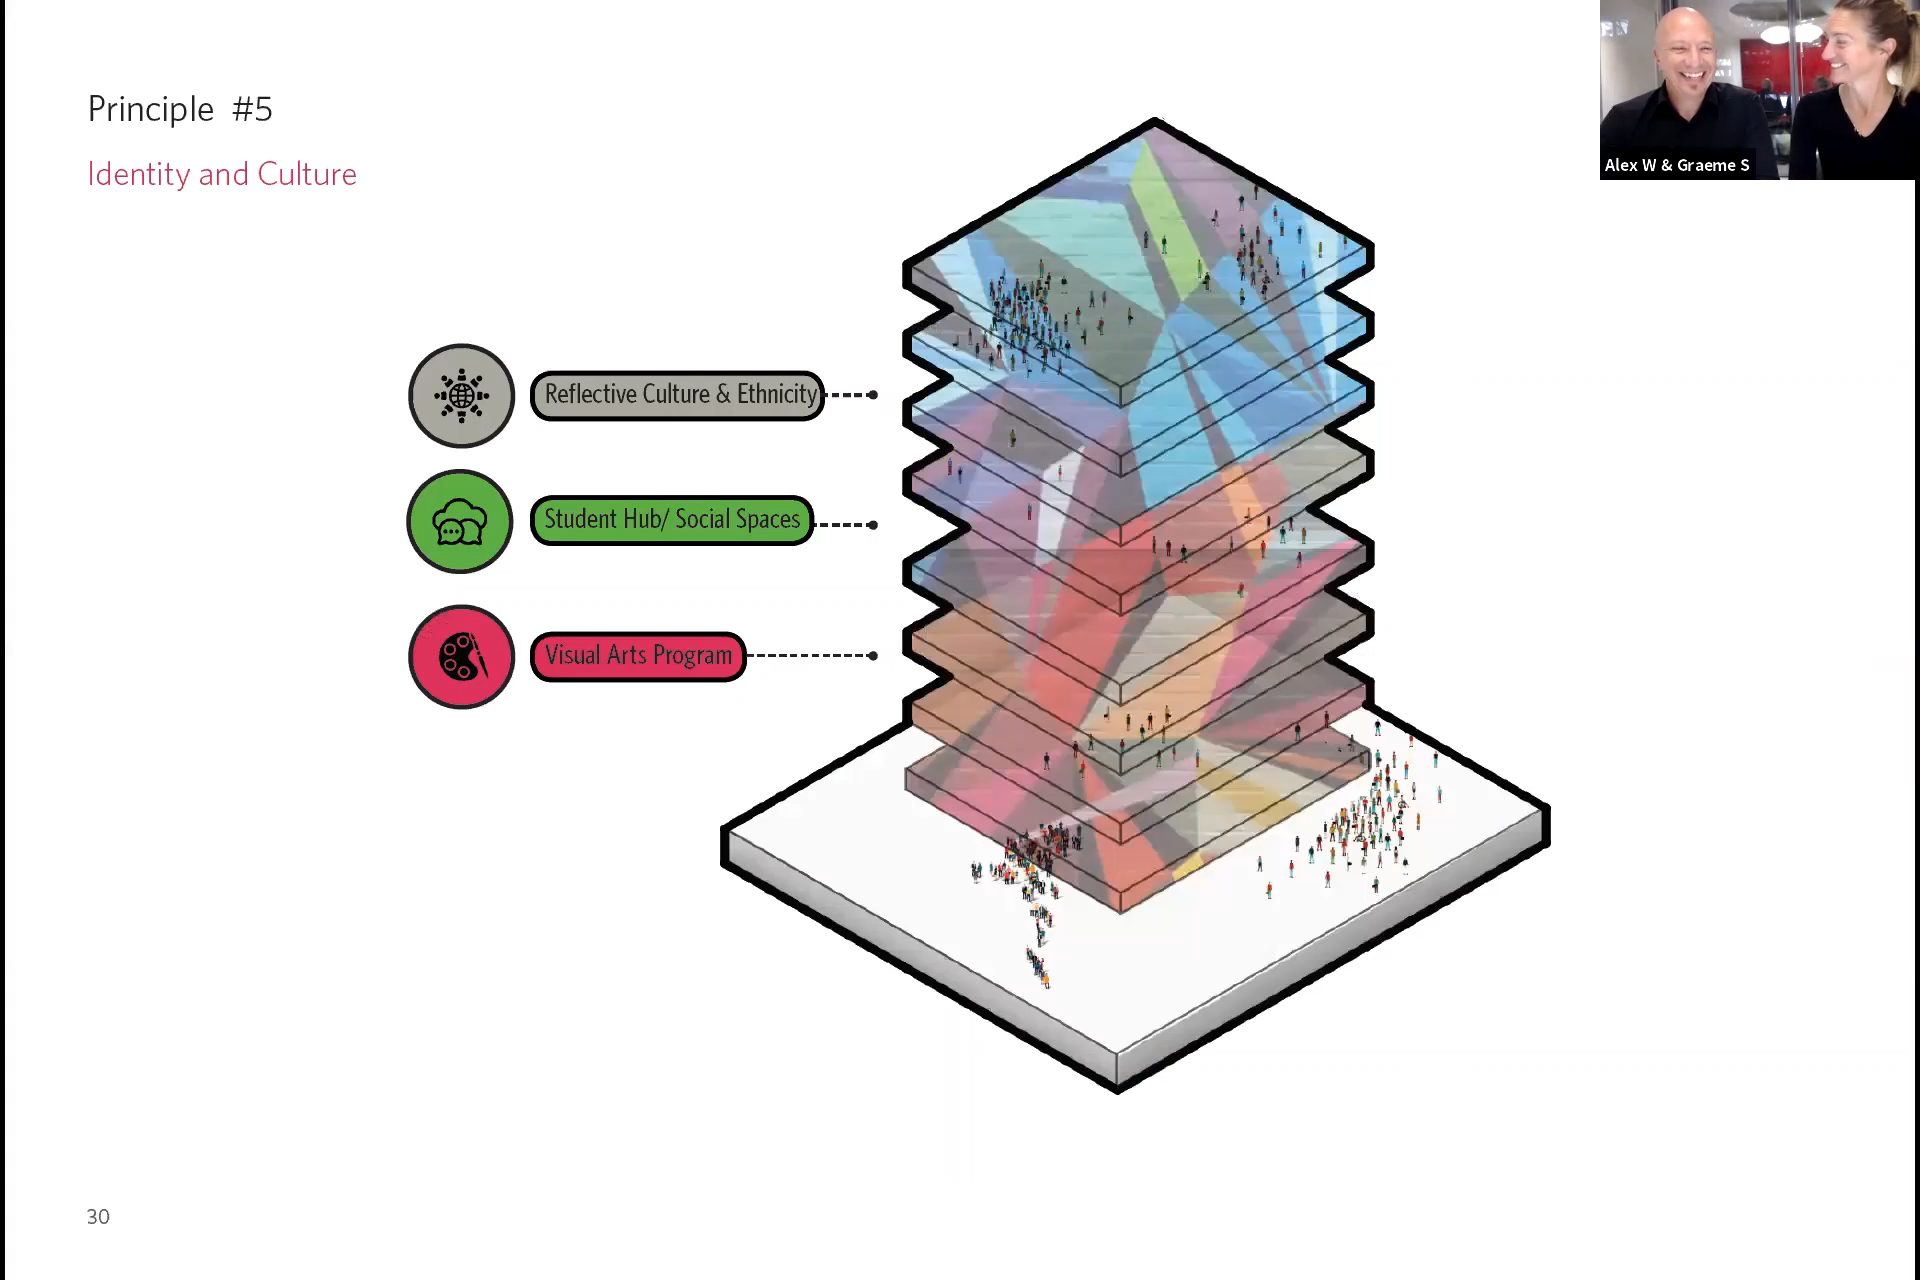 Principle #5
Identity and Culture
Alex W & Graeme S
Reflective Culture & Ethnicity
Student Hub/ Social Spaces
Visual Arts Program
30